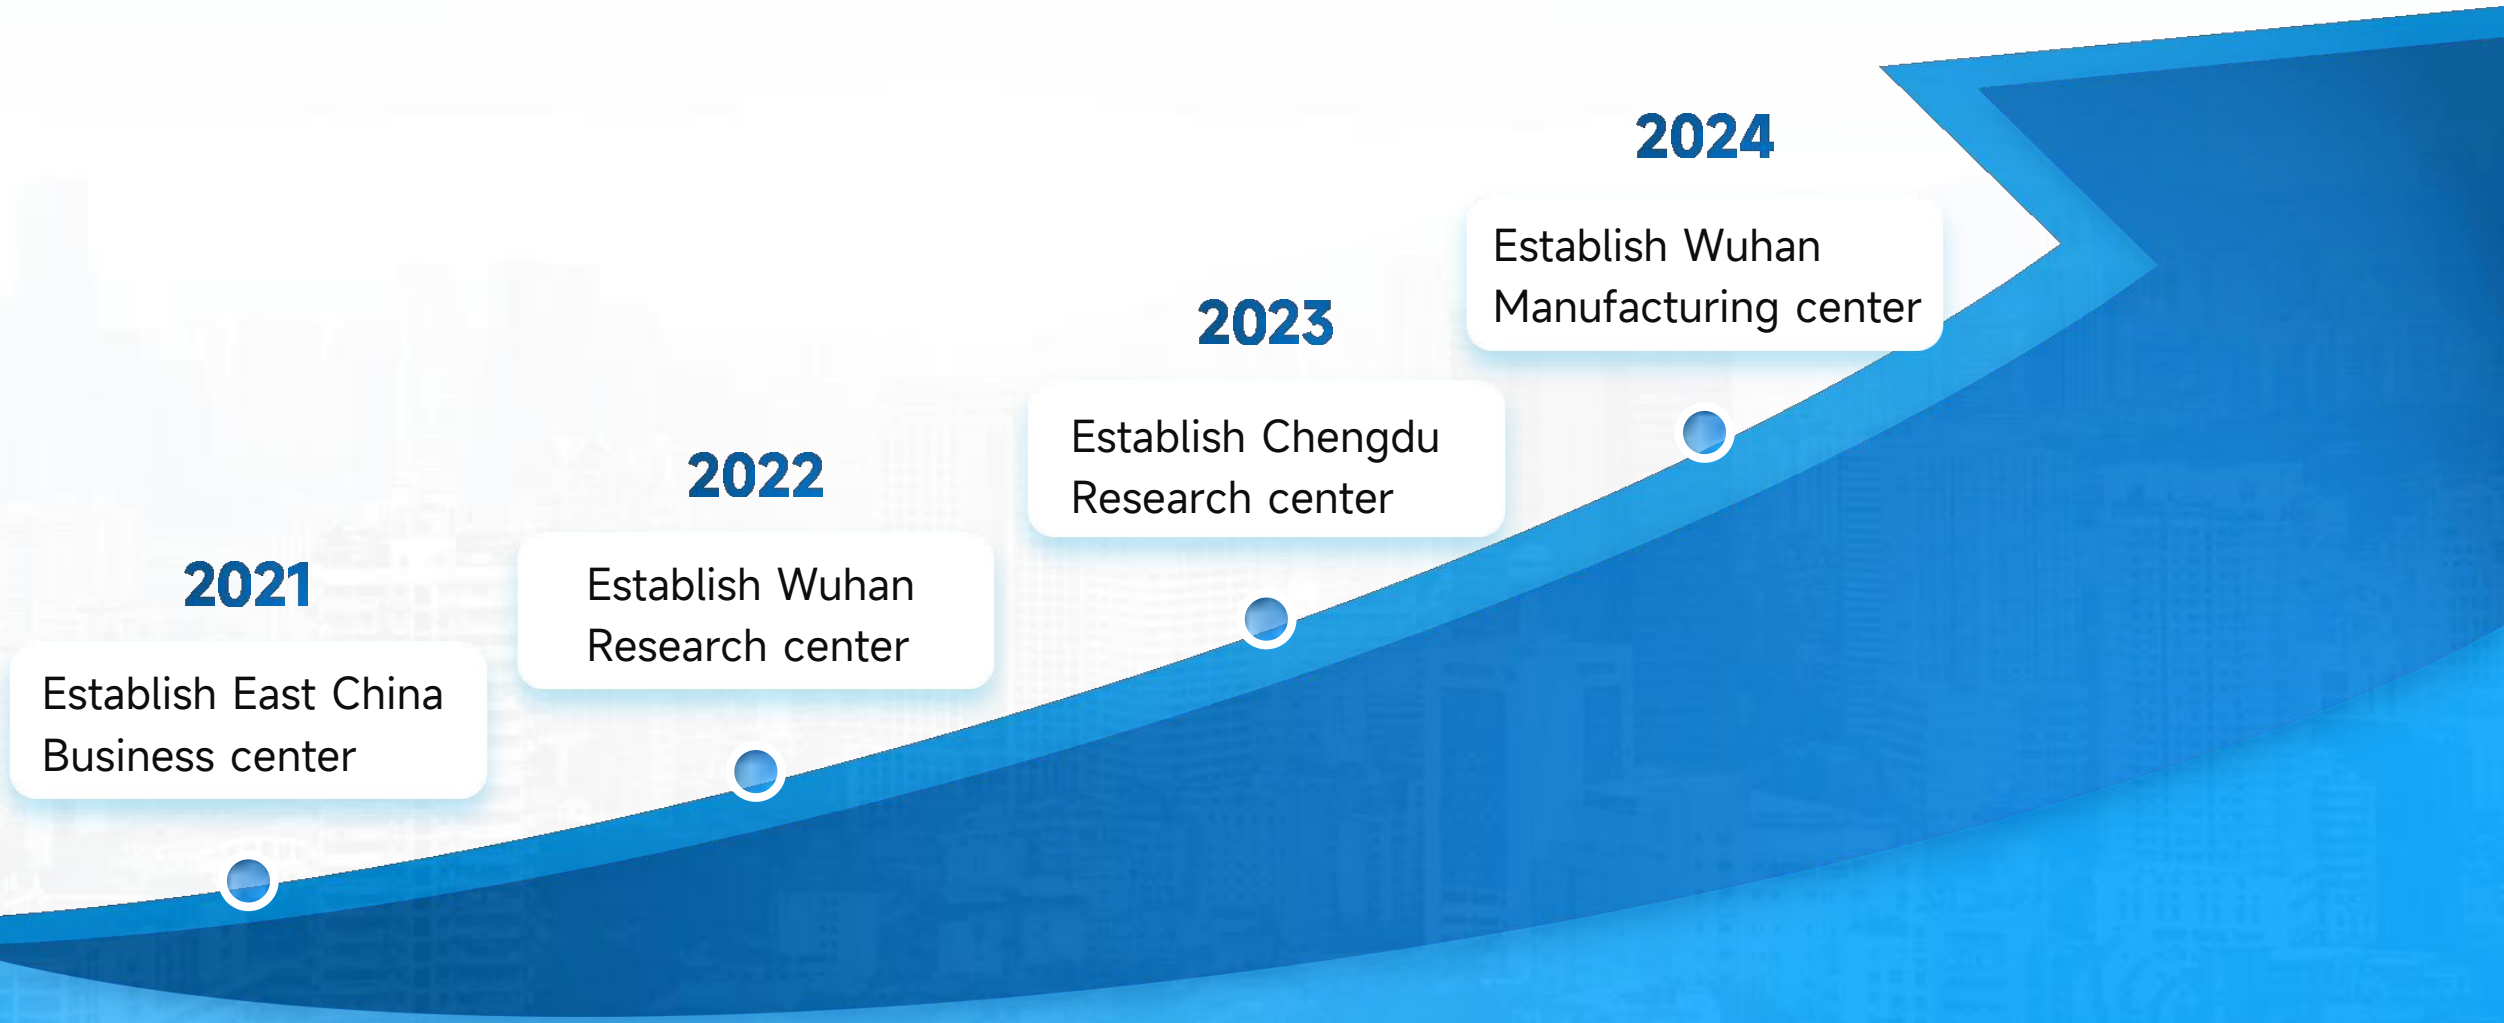 2021
Establish East China
Business center
2022
Establish Wuhan
Research center
2023
Establish Chengdu
Research center
2024
Establish Wuhan
Manufacturing center